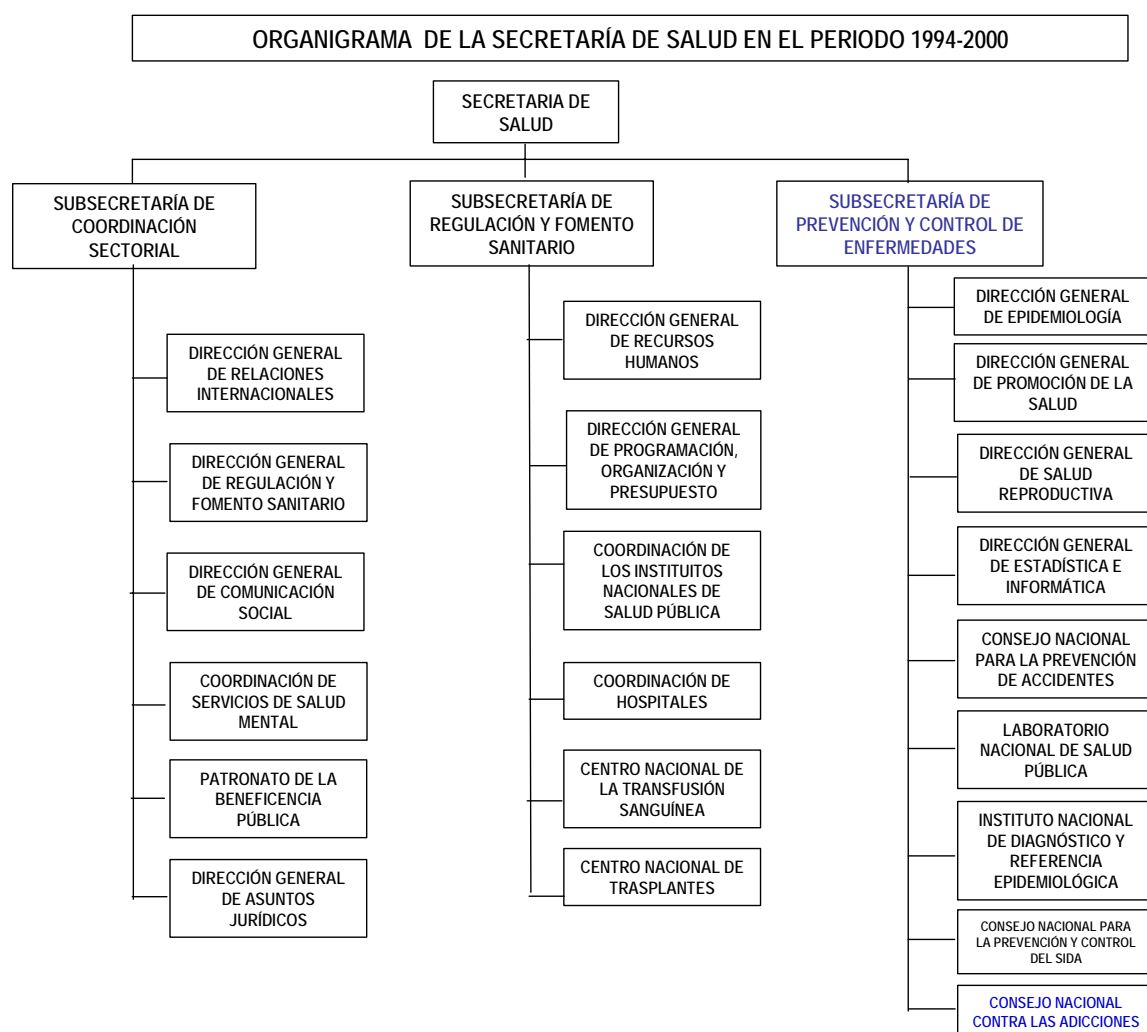 ORGANIGRAMA DE LA SECRETARÍA DE SALUD EN EL PERIODO 1994-2000
SECRETARIA DE
SALUD
SUBSECRETARÍA DE
COORDINACIÓN
SECTORIAL
DIRECCIÓN GENERAL
DE RELACIONES
INTERNACIONALES
DIRECCIÓN GENERAL
DE REGULACIÓN Y
FOMENTO SANITARIO
DIRECCIÓN GENERAL
DE COMUNICACIÓN
SOCIAL
COORDINACIÓN DE
SERVICIOS DE SALUD
MENTAL
PATRONATO DE LA
BENEFICENCIA
PÚBLICA
DIRECCIÓN GENERAL
DE ASUNTOS
JURÍDICOS
SUBSECRETARÍA DE
REGULACIÓN Y FOMENTO
SANITARIO
DIRECCIÓN GENERAL
DE RECURSOS
HUMANOS
DIRECCIÓN GENERAL
DE PROGRAMACIÓN,
ORGANIZACIÓN Y
PRESUPUESTO
COORDINACIÓN DE
LOS INSTITUTOS
NACIONALES DE
SALUD PÚBLICA
COORDINACIÓN DE
HOSPITALES
CENTRO NACIONAL DE
LA TRANSFUSIÓN
SANGUÍNEA
CENTRO NACIONAL DE
TRASPLANTES
SUBSECRETARÍA DE
PREVENCIÓN Y CONTROL DE
ENFERMEDADES
DIRECCIÓN GENERAL
DE EPIDEMIOLOGÍA
DIRECCIÓN GENERAL
DE PROMOCIÓN DE LA
SALUD
DIRECCIÓN GENERAL
DE SALUD
REPRODUCTIVA
DIRECCIÓN GENERAL
DE ESTADÍSTICA E
INFORMÁTICA
CONSEJO NACIONAL
PARA LA PREVENCIÓN
DE ACCIDENTES
LABORATORIO
NACIONAL DE SALUD
PÚBLICA
INSTITUTO NACIONAL
DE DIAGNÓSTICO Y
REFERENCIA
EPIDEMIOLÓGICA
CONSEJO NACIONAL PARA
LA PREVENCIÓN Y CONTROL
DEL SIDA
CONSEJO NACIONAL
CONTRA LAS ADICCIONES